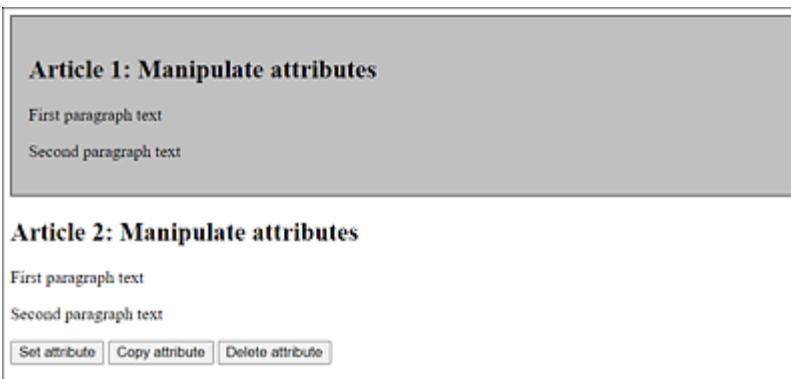 Article 1: Manipulate attributes
First paragraph text
Second paragraph text
Article 2: Manipulate attributes
First paragraph text
Second paragraph text
Set attribute Copy attribute Delete attribute